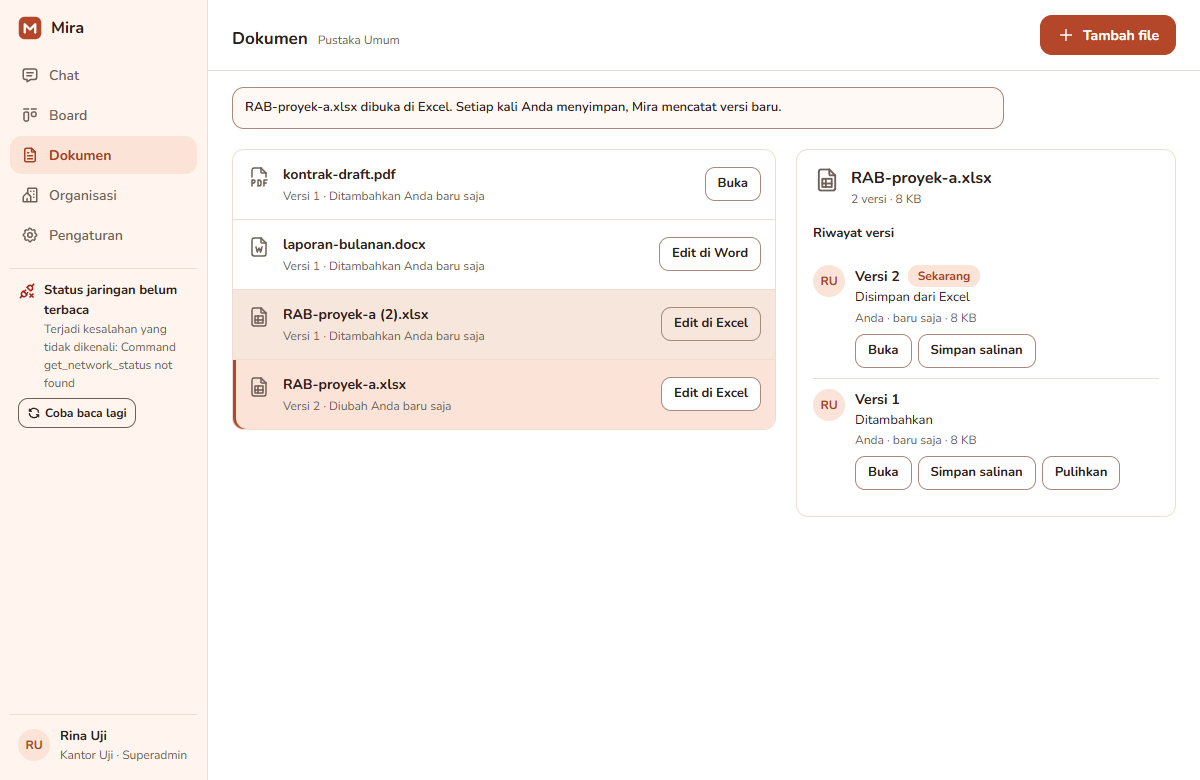 Mira
Chat
Board
Dokumen
Organisasi
Pengaturan
Status jaringan belum
terbaca
Terjadi kesalahan yang
tidak dikenali: Command
get_network_status not
found
Coba baca lagi
RU
Rina Uji
Kantor Uji · Superadmin
Dokumen Pustaka Umum
Tambah file
RAB-proyek-a.xlsx dibuka di Excel. Setiap kali Anda menyimpan, Mira mencatat versi baru.
PDF
kontrak-draft.pdf
Versi 1 · Ditambahkan Anda baru saja
Buka
laporan-bulanan.docx
Versi 1 · Ditambahkan Anda baru saja
Edit di Word
RAB-proyek-a (2).xlsx
Versi 1 · Ditambahkan Anda baru saja
Edit di Excel
RAB-proyek-a.xlsx
Versi 2 · Diubah Anda baru saja
Edit di Excel
RAB-proyek-a.xlsx
2 versi · 8 KB
Riwayat versi
RU
Versi 2 Sekarang
Disimpan dari Excel
Anda · baru saja · 8 KB
Buka Simpan salinan
RU
Versi 1
Ditambahkan
Anda · baru saja · 8 KB
Buka Simpan salinan Pulihkan